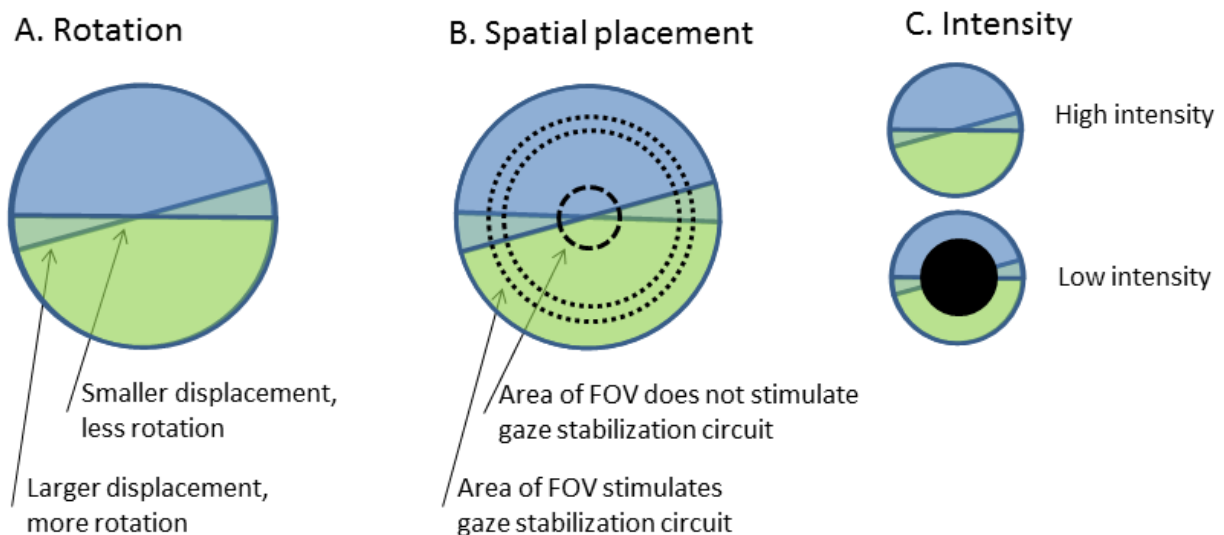 A. Rotation
Smaller displacement,
less rotation
Larger displacement,
more rotation
B. Spatial placement
Area of FOV does not stimulate
gaze stabilization circuit
Area of FOV stimulates
gaze stabilization circuit
C. Intensity
High intensity
Low intensity